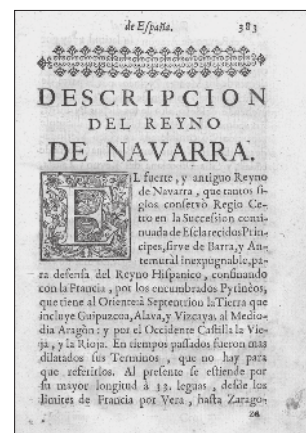 de España. 383
DESCRIPCION
DEL REYNO
DE NAVARRA.
EL fuerte, y antiguo Reyno
de Navarra, que tantos si-
glos conservò Regio Ce-
tro en la Succession conti-
nuada de Esclarecidos Prin-
cipes, sirve de Barra, y An-
temural inexpugnable, pa-
ra defensa del Reyno Hispanico, confinando
con la Francia, por los encumbrados Pyrinèos,
que tiene al Oriente: à Septentrion la Tierra que
incluye Guipuzcoa, Alava, y Vizcaya: al Medio-
dia Aragòn: y por el Occidente Castilla la Vie-
ja, y la Rioja. En tiempos passados fueron mas
dilatados sus Terminos, que no hay para
que referirlos. Al presente se estiende por
su mayor longitud à 33. leguas, desde los
limites de Francia por Vera, hasta Zarago-
za